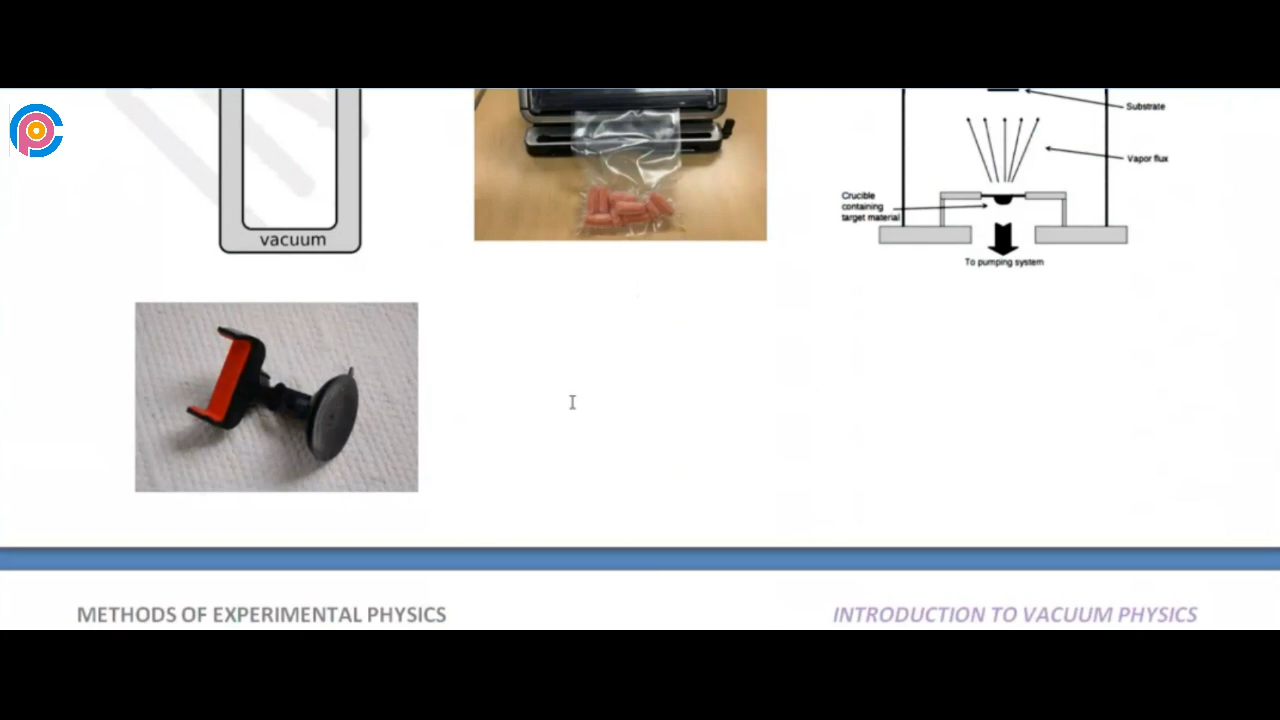 Substrate
Vapor flux
Crucible
containing
target material
vacuum
To pumping system
METHODS OF EXPERIMENTAL PHYSICS
INTRODUCTION TO VACUUM PHYSICS